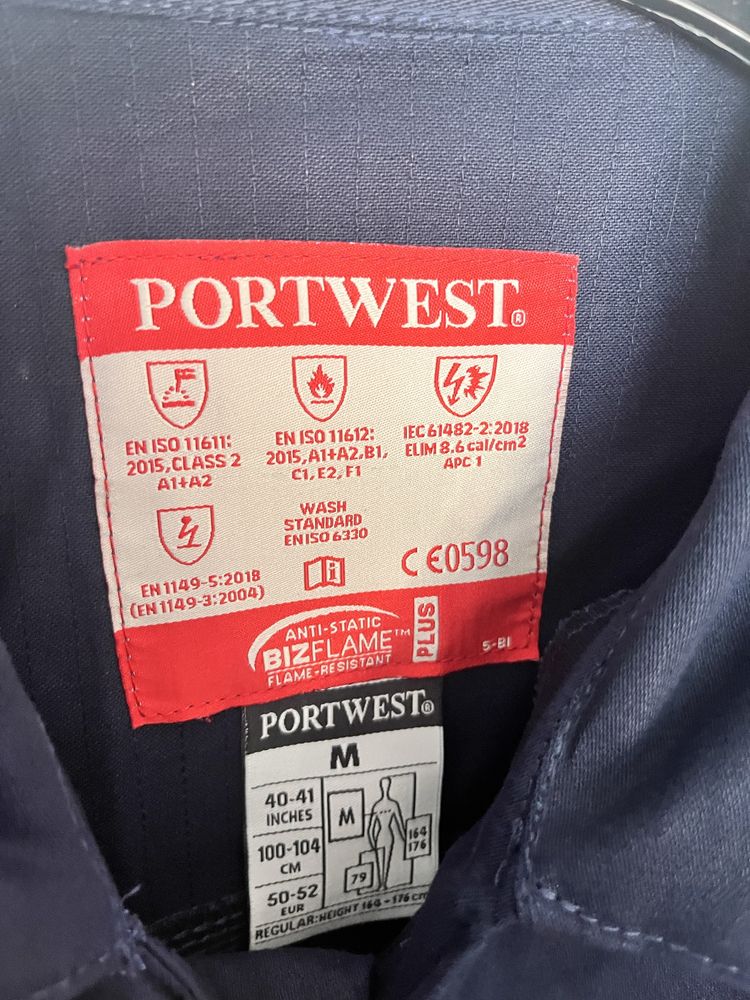 PORTWEST®
EN ISO 11611:
2015, CLASS 2
A1+A2
EN ISO 11612:
2015, A1+A2, B1,
C1, E2, F1
IEC 61482-2:2018
ELIM 8.6 cal/cm2
APC 1
EN 1149-5:2018
(EN 1149-3:2004)
WASH
STANDARD
EN ISO 6330
i
CE0598
ANTI-STATIC
BIZFLAME™
FLAME-RESISTANT
PLUS
5-BI
PORTWEST®
M
40-41
INCHES
100-104
CM
50-52
EUR
M
164
176
79
REGULAR:HEIGHT 164 - 176 cm